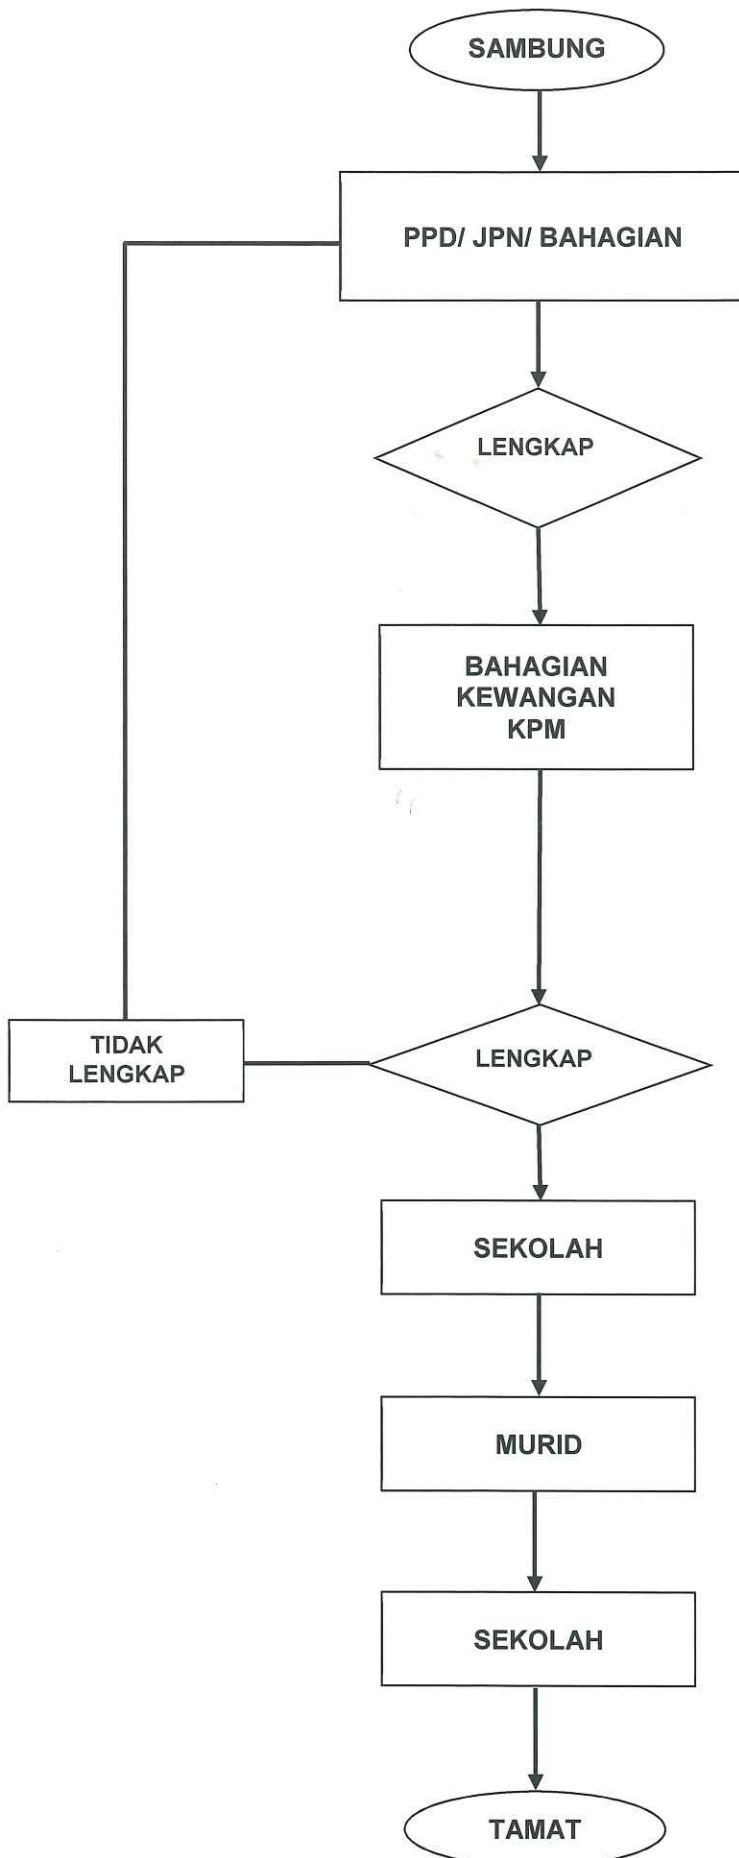 SAMBUNG
PPD/ JPN/ BAHAGIAN
LENGKAP
BAHAGIAN
KEWANGAN
KPM
TIDAK
LENGKAP
LENGKAP
SEKOLAH
MURID
SEKOLAH
TAMAT